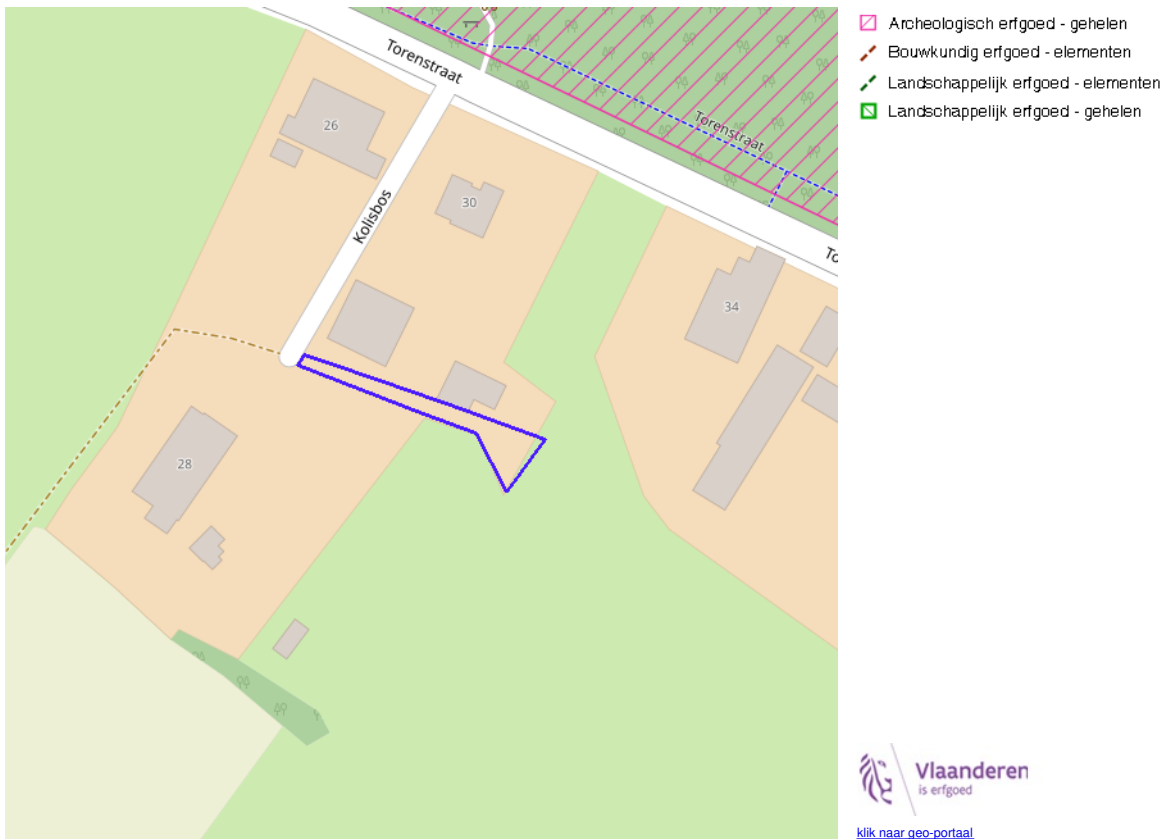 Torenstraat
Torenstraat
26
30
Kolisbos
34
28
Archeologisch erfgoed - gehelen
Bouwkundig erfgoed - elementen
Landschappelijk erfgoed - elementen
Landschappelijk erfgoed - gehelen
Vlaanderen
is erfgoed
klik naar geo-portaal